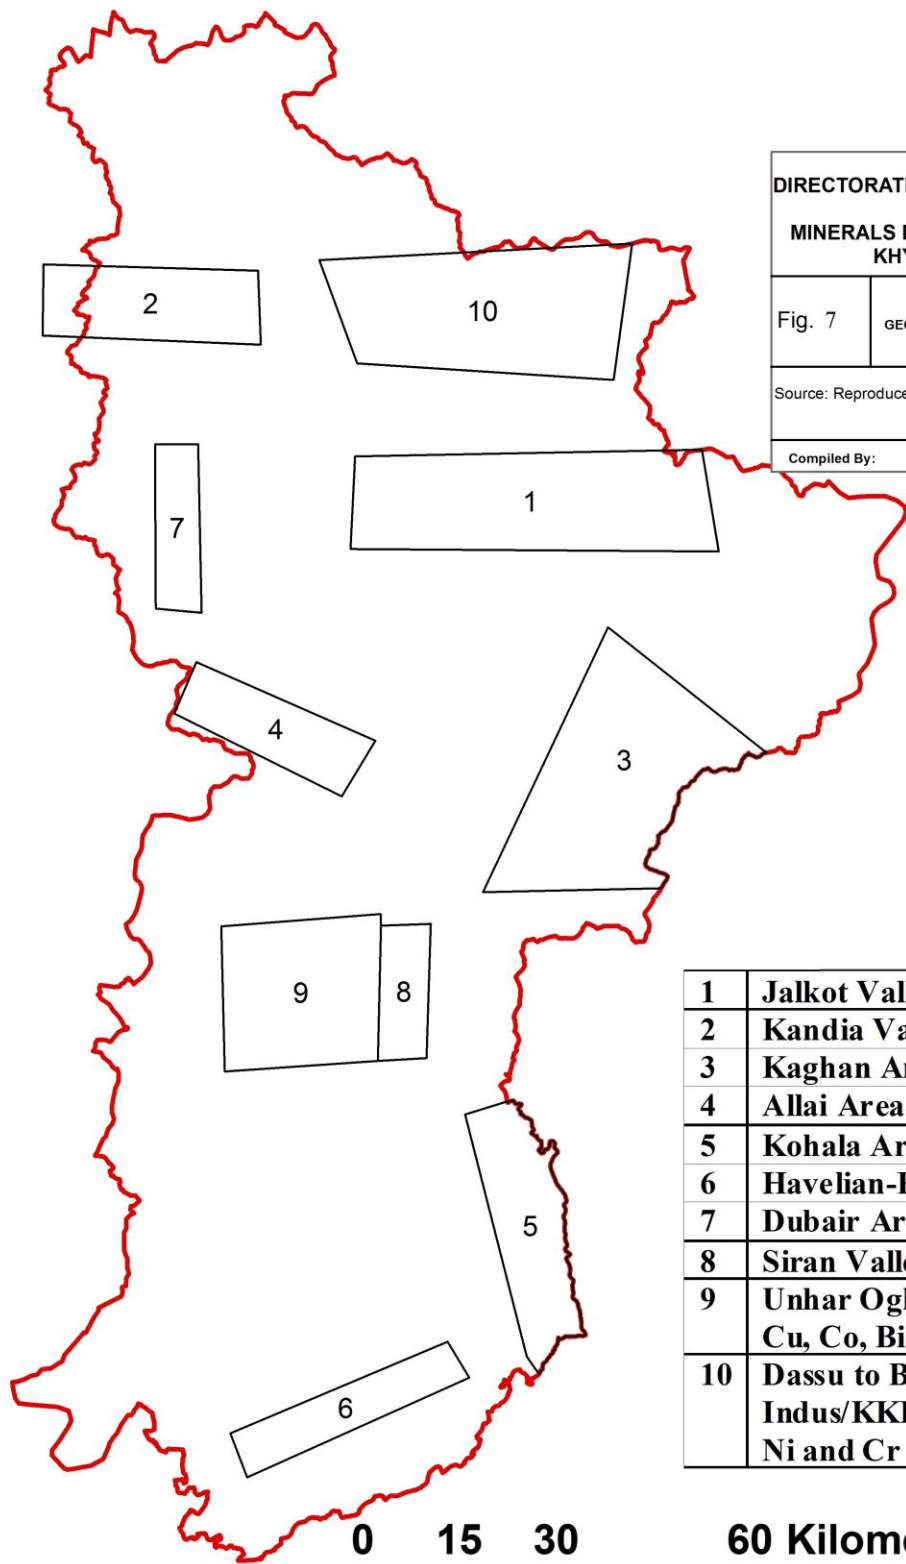 DIRECTORAT
MINERALS
KHY
2
10
Fig. 7
GE
Source: Reproduce
Compiled By:
1
7
4
3
9
8
5
6
1 Jalkot Val
2 Kandia Va
3 Kaghan A
4 Allai Area
5 Kohala Ar
6 Havelian-
7 Dubair Ar
8 Siran Vall
9 Unhar Og
Cu, Co, Bi
10 Dassu to B
Indus/KK
Ni and Cr
0 15 30 60 Kilom